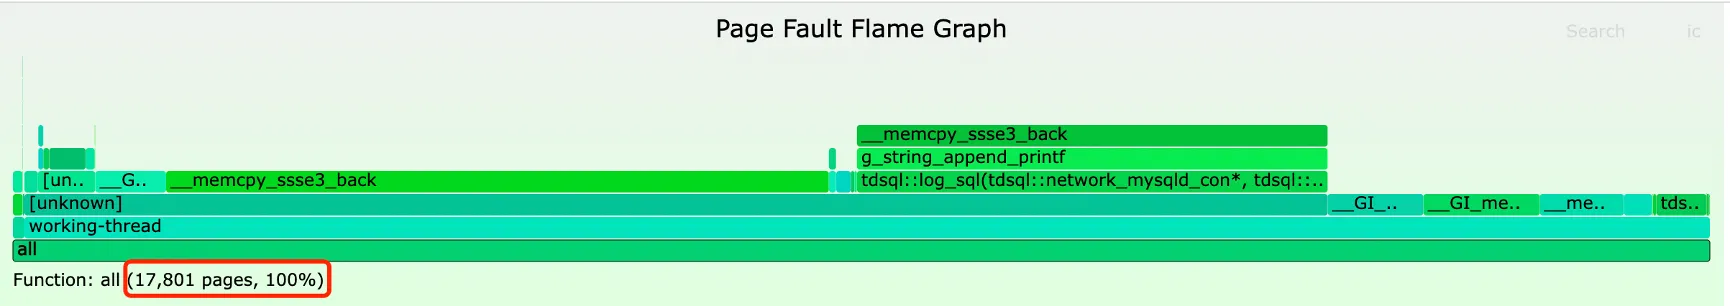 Page Fault Flame Graph
Search
ic
__memcpy_ssse3_back
g_string_append_printf
[un.. __G.. __memcpy_ssse3_back tdsql::log_sql(tdsql::network_mysqld_con*, tdsql::..
[unknown] __GI_.. __GI_me.. __me.. tds..
working-thread
all
Function: all (17,801 pages, 100%)